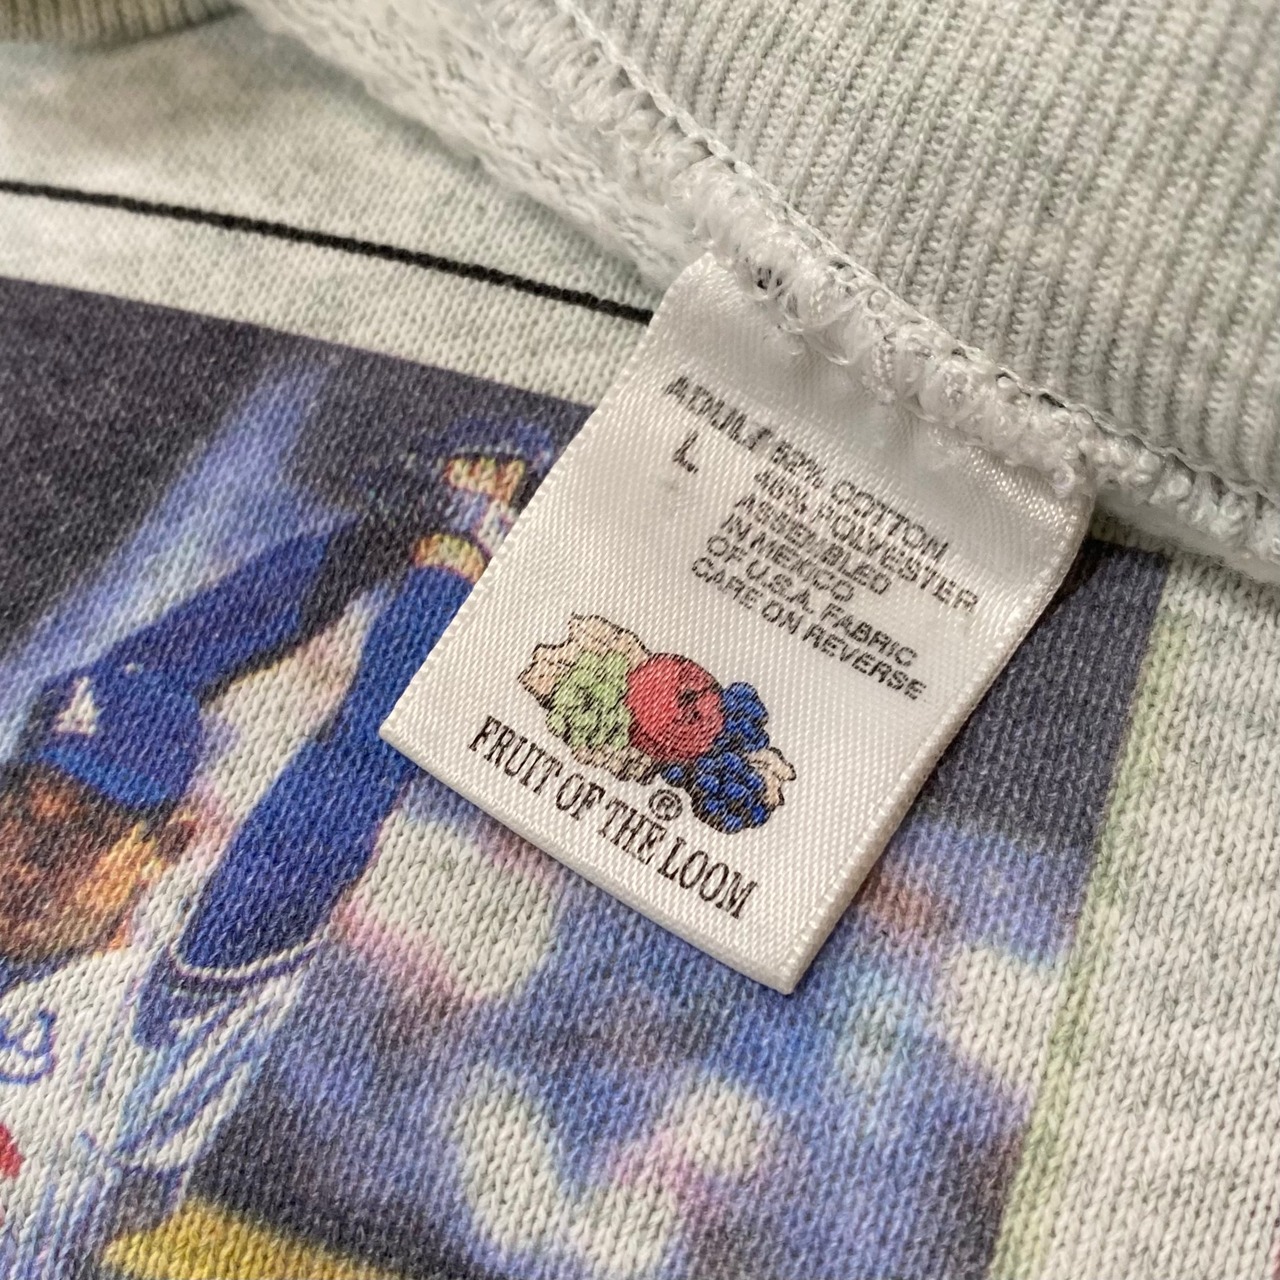 ADULT 52% COTTON
L 48% POLYESTER
ASSEMBLED
IN MEXICO
OF U.S.A. FABRIC
CARE ON REVERSE
®
FRUIT OF THE LOOM